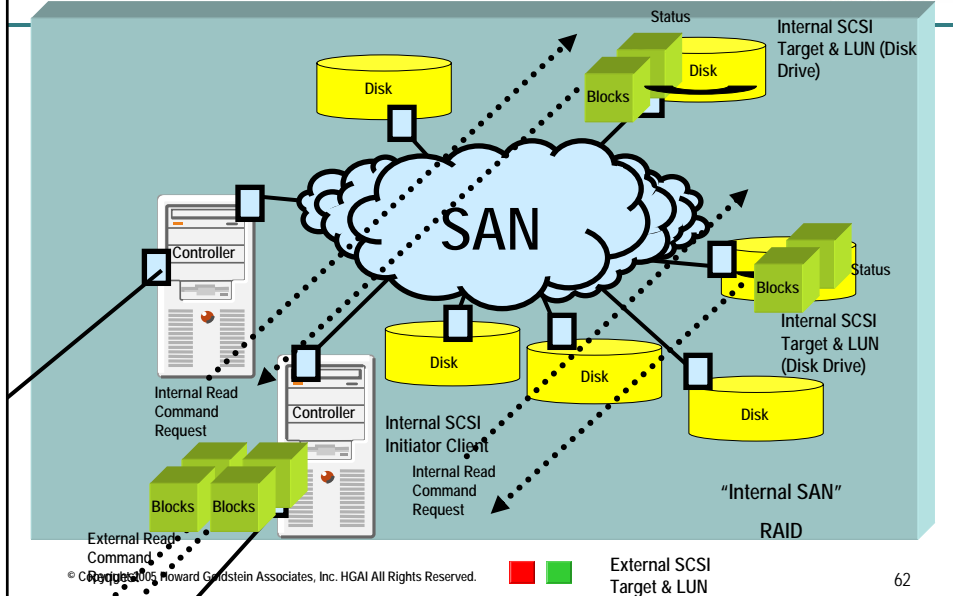 Status
Internal SCSI
Target & LUN (Disk
Drive)
Disk
Disk
Blocks
SAN
Controller
Blocks
Status
Internal SCSI
Target & LUN
(Disk Drive)
Disk
Disk
Disk
Internal Read
Command
Request
Controller
Internal SCSI
Initiator Client
Internal Read
Command
Request
Blocks
Blocks
"Internal SAN"
RAID
External Read
Command
Request
© Copyright 2005 Howard Goldstein Associates, Inc. HGAI All Rights Reserved.
External SCSI
Target & LUN
62